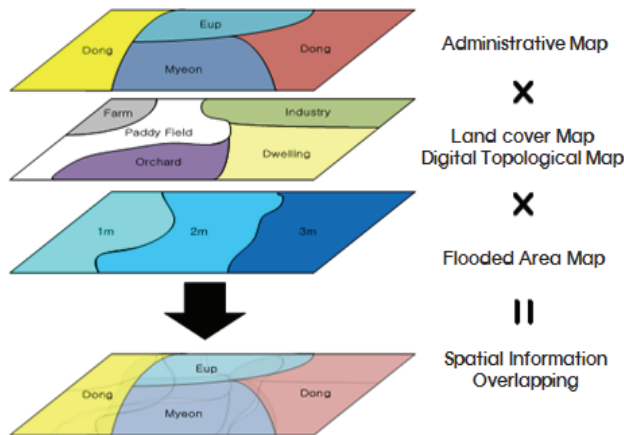 Eup
Dong
Dong
Myeon
Administrative Map
×
Farm
Industry
Paddy Field
Orchard
Dwelling
Land cover Map
Digital Topological Map
×
1m
2m
3m
Flooded Area Map
=
Eup
Dong
Dong
Myeon
Spatial Information
Overlapping